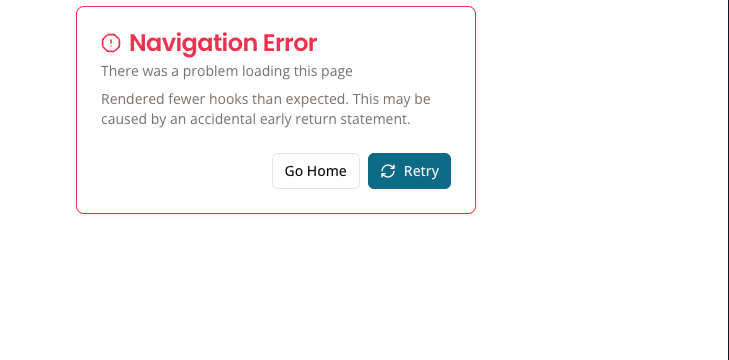 Navigation Error
There was a problem loading this page
Rendered fewer hooks than expected. This may be
caused by an accidental early return statement.
Go Home
Retry